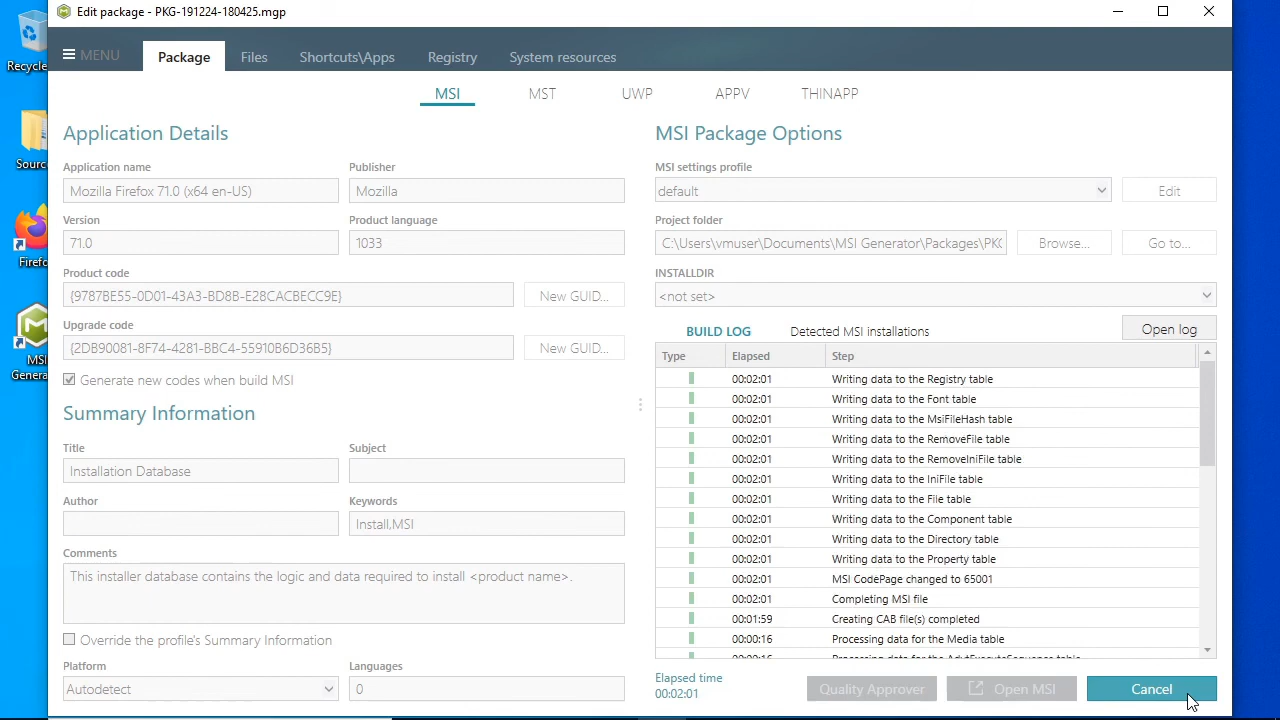 Edit package - PKG-191224-180425.mgp
Recycle
Source
Firefo
MSI
Genera
MENU
Package Files Shortcuts\Apps Registry System resources
MSI MST UWP APPV THINAPP
Application Details
Application name Publisher
Mozilla Firefox 71.0 (x64 en-US) Mozilla
Version Product language
71.0 1033
Product code
{9787BE55-0D01-43A3-BD8B-E28CACBECC9E} New GUID...
Upgrade code
{2DB90081-8F74-4281-BBC4-55910B6D36B5} New GUID...
Generate new codes when build MSI
Summary Information
Title Subject
Installation Database
Author Keywords
Install,MSI
Comments
This installer database contains the logic and data required to install <product name>.
Override the profile's Summary Information
Platform Languages
Autodetect 0
MSI Package Options
MSI settings profile
default Edit
Project folder
C:\Users\vmuser\Documents\MSI Generator\Packages\PKG Browse... Go to...
INSTALLDIR
<not set>
BUILD LOG Detected MSI installations Open log
Type Elapsed Step
00:02:01 Writing data to the Registry table
00:02:01 Writing data to the Font table
00:02:01 Writing data to the MsiFileHash table
00:02:01 Writing data to the RemoveFile table
00:02:01 Writing data to the RemoveIniFile table
00:02:01 Writing data to the IniFile table
00:02:01 Writing data to the File table
00:02:01 Writing data to the Component table
00:02:01 Writing data to the Directory table
00:02:01 Writing data to the Property table
00:02:01 MSI CodePage changed to 65001
00:02:01 Completing MSI file
00:01:59 Creating CAB file(s) completed
00:00:16 Processing data for the Media table
00:00:16 Processing data for the AdvtExecuteSequence table
Elapsed time
00:02:01
Quality Approver Open MSI Cancel